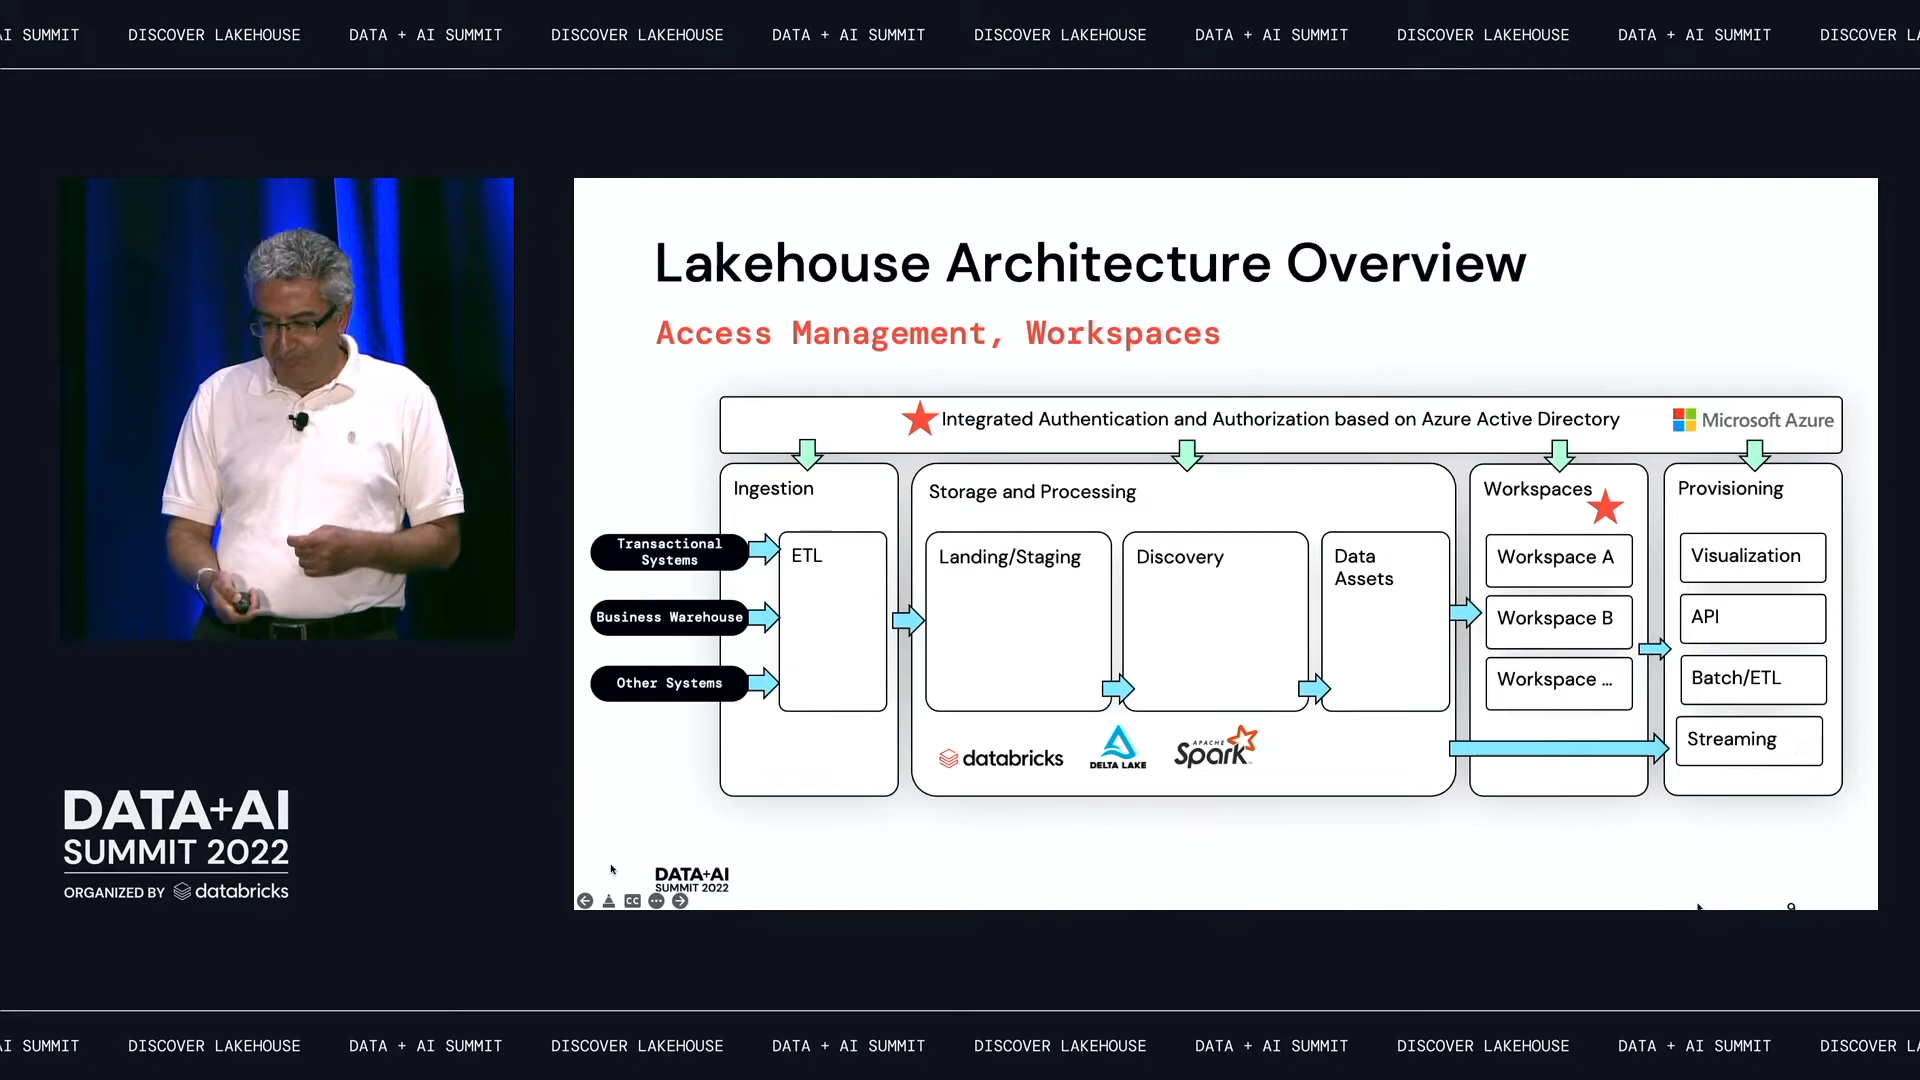 AI SUMMIT DISCOVER LAKEHOUSE DATA + AI SUMMIT DISCOVER LAKEHOUSE DATA + AI SUMMIT DISCOVER LAKEHOUSE DATA + AI SUMMIT DISCOVER LAKEHOUSE DATA + AI SUMMIT DISCOVER LA
Lakehouse Architecture Overview
Access Management, Workspaces
Integrated Authentication and Authorization based on Azure Active Directory
Microsoft Azure
Ingestion
Transactional
Systems
Business Warehouse
Other Systems
ETL
Storage and Processing
Landing/Staging
Discovery
Data
Assets
databricks
DELTA LAKE
APACHE
Spark
Workspaces
Workspace A
Workspace B
Workspace ...
Provisioning
Visualization
API
Batch/ETL
Streaming
DATA+AI
SUMMIT 2022
CC
9
DATA+AI
SUMMIT 2022
ORGANIZED BY databricks
AI SUMMIT DISCOVER LAKEHOUSE DATA + AI SUMMIT DISCOVER LAKEHOUSE DATA + AI SUMMIT DISCOVER LAKEHOUSE DATA + AI SUMMIT DISCOVER LAKEHOUSE DATA + AI SUMMIT DISCOVER LA